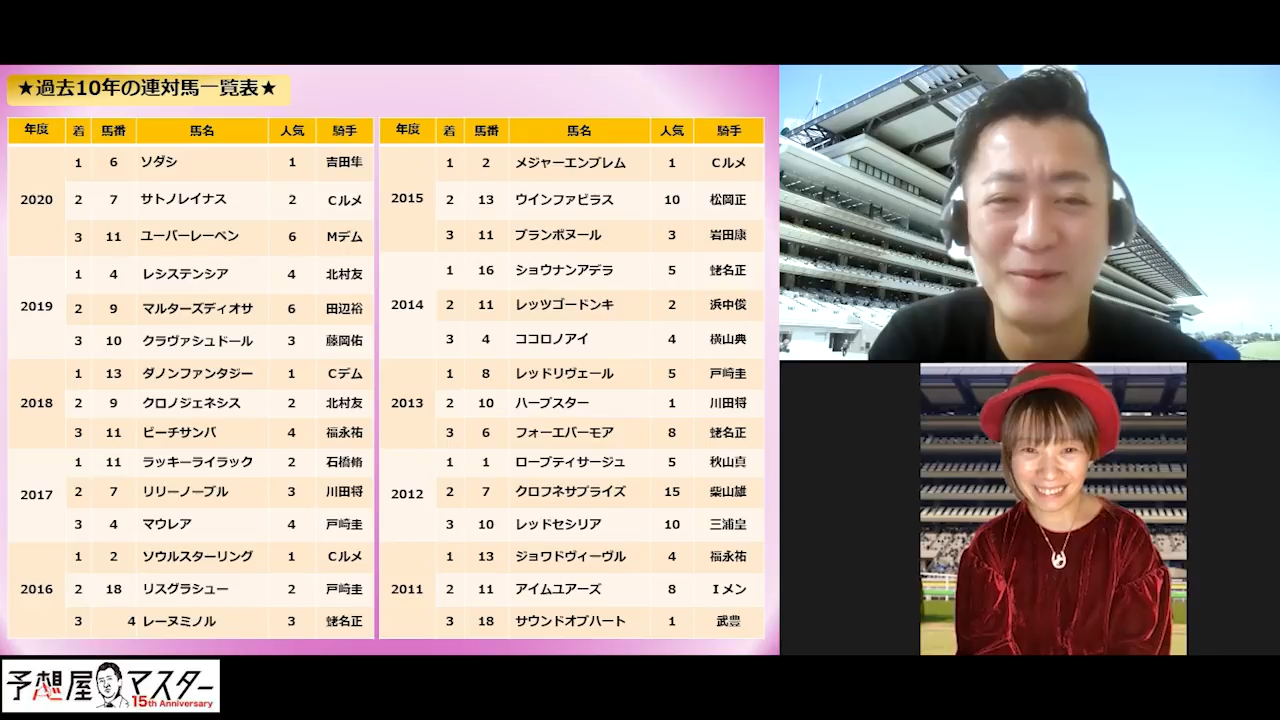 ★過去10年の連対馬一覧表★
年度 着 馬番 馬名 人気 騎手
2020
1 6 ソダシ 1 吉田隼
2 7 サトノレイナス 2 Cルメ
3 11 ユーバーレーベン 6 Mデム
2019
1 4 レシステンシア 4 北村友
2 9 マルターズディオサ 6 田辺裕
3 10 クラヴァシュドール 3 藤岡佑
2018
1 13 ダノンファンタジー 1 Cデム
2 9 クロノジェネシス 2 北村友
3 11 ビーチサンバ 4 福永祐
2017
1 11 ラッキーライラック 2 石橋脩
2 7 リリーノーブル 3 川田将
3 4 マウレア 4 戸崎圭
2016
1 2 ソウルスターリング 1 Cルメ
2 18 リスグラシュー 2 戸崎圭
3 4 レーヌミノル 3 蛯名正
年度 着 馬番 馬名 人気 騎手
2015
1 2 メジャーエンブレム 1 Cルメ
2 13 ウインファビラス 10 松岡正
3 11 ブランボヌール 3 岩田康
2014
1 16 ショウナンアデラ 5 蛯名正
2 11 レッツゴードンキ 2 浜中俊
3 4 ココロノアイ 4 横山典
2013
1 8 レッドリヴェール 5 戸崎圭
2 10 ハープスター 1 川田将
3 6 フォーエバーモア 8 蛯名正
2012
1 1 ローブティサージュ 5 秋山真
2 7 クロフネサプライズ 15 柴山雄
3 10 レッドセシリア 10 三浦皇
2011
1 13 ジョワドヴィーヴル 4 福永祐
2 11 アイムユアーズ 8 Iメン
3 18 サウンドオブハート 1 武豊
予想屋マスター
15th Anniversary